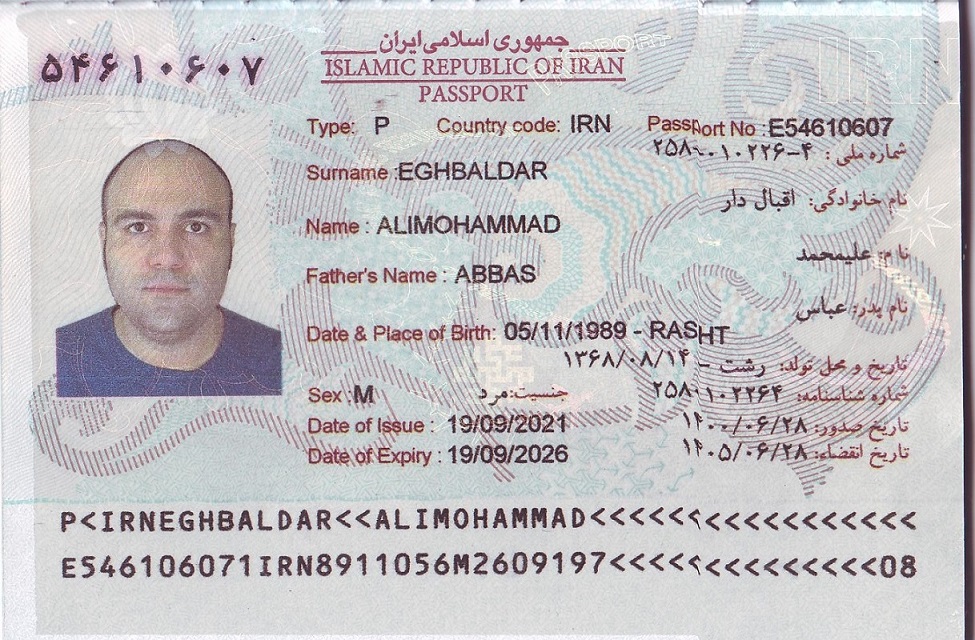 جمهوری اسلامی ایران
۵۴۶۱۰۶۰۷
ISLAMIC REPUBLIC OF IRAN
PASSPORT
Type: P Country code: IRN Passport No : E54610607
شماره ملی : ۲۵۸-۰۱۰۲۲۶-۴
Surname : EGHBALDAR
نام خانوادگی: اقبال دار
Name : ALIMOHAMMAD
نام: علیمحمد
Father's Name : ABBAS
نام پدر: عباس
Date & Place of Birth: 05/11/1989 - RASHT
تاریخ و محل تولد: رشت - ۱۳۶۸/۰۸/۱۴
Sex : M جنسیت: مرد
شماره شناسنامه: ۲۵۸۰۱۰۲۲۶۴
Date of Issue : 19/09/2021
تاریخ صدور: ۱۴۰۰/۰۶/۲۸
Date of Expiry : 19/09/2026
تاریخ انقضاء: ۱۴۰۵/۰۶/۲۸
P<IRNEGHBALDAR<<ALIMOHAMMAD<<<<<<<<<<<<<<<<<
E546106071IRN8911056M2609197<<<<<<<<<<<<<<08